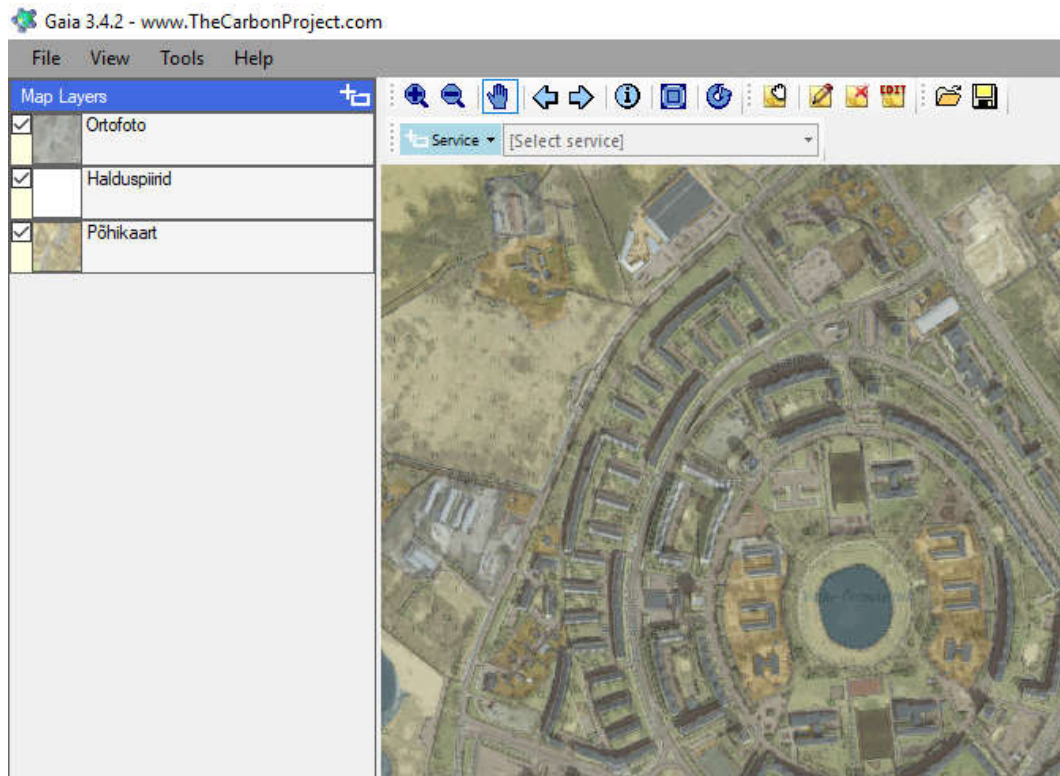 Gaia 3.4.2 - www.TheCarbonProject.com
File View Tools Help
Map Layers
Ortofoto
Halduspiirid
Põhikaart
EDIT
Service
[Select service]